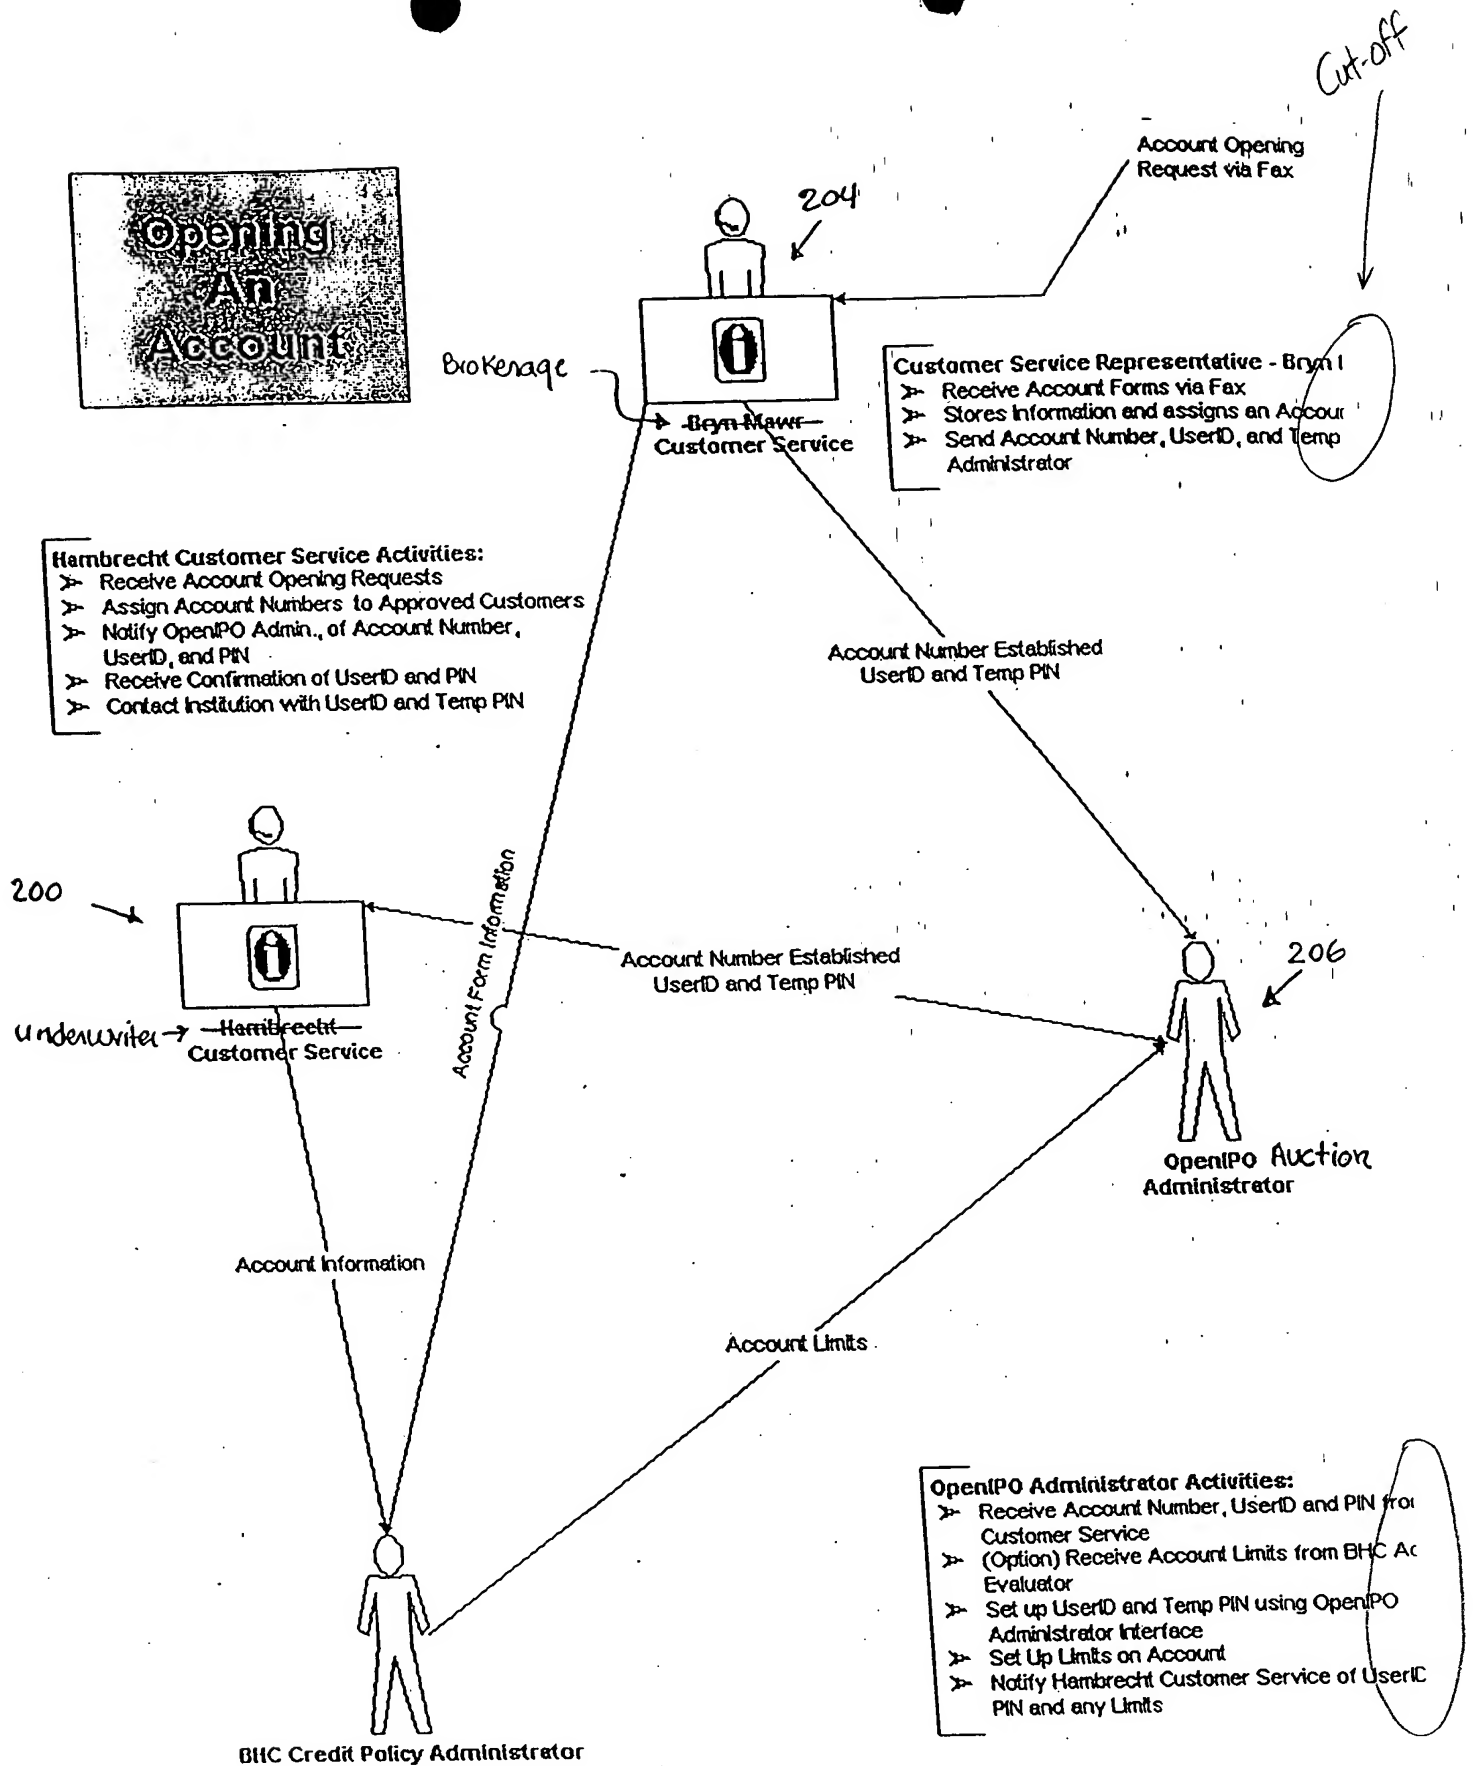 Cut-off
Account Opening
Request via Fax
Opening
An
Account
204
i
Brokerage
Bryn Mawr
Customer Service
Customer Service Representative - Bryn
Receive Account Forms via Fax
Stores Information and assigns an Accour
Send Account Number, UserID, and Temp
Administrator
Hambrecht Customer Service Activities:
Receive Account Opening Requests
Assign Account Numbers to Approved Customers
Notify OpenIPO Admin., of Account Number,
UserID, and PIN
Receive Confirmation of UserID and PIN
Contact Institution with UserID and Temp PIN
Account Number Established
UserID and Temp PIN
200
i
underwriter
Hambrecht
Customer Service
Account Form Information
Account Number Established
UserID and Temp PIN
206
OpenIPO Auction
Administrator
Account Information
Account Limits
OpenIPO Administrator Activities:
Receive Account Number, UserID and PIN from
Customer Service
(Option) Receive Account Limits from BHC Ac
Evaluator
Set up UserID and Temp PIN using OpenIPO
Administrator Interface
Set Up Limits on Account
Notify Hambrecht Customer Service of UserID
PIN and any Limits
BHC Credit Policy Administrator